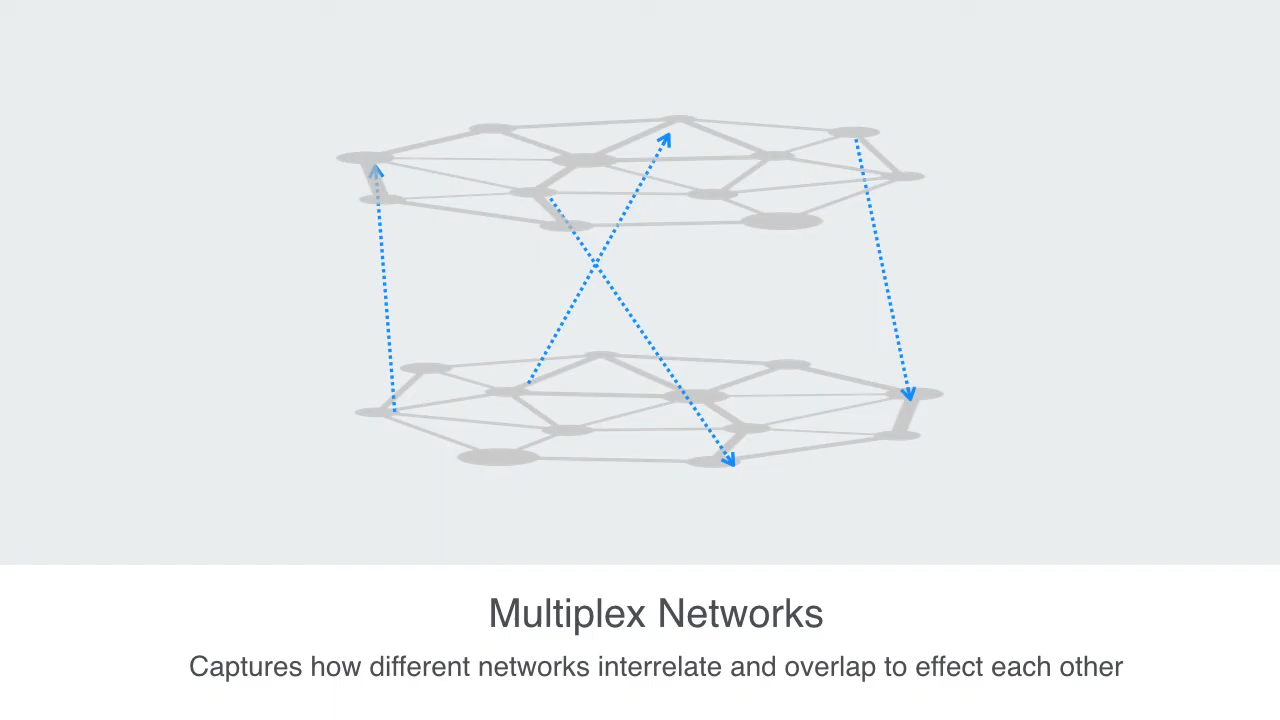 Multiplex Networks
Captures how different networks interrelate and overlap to effect each other